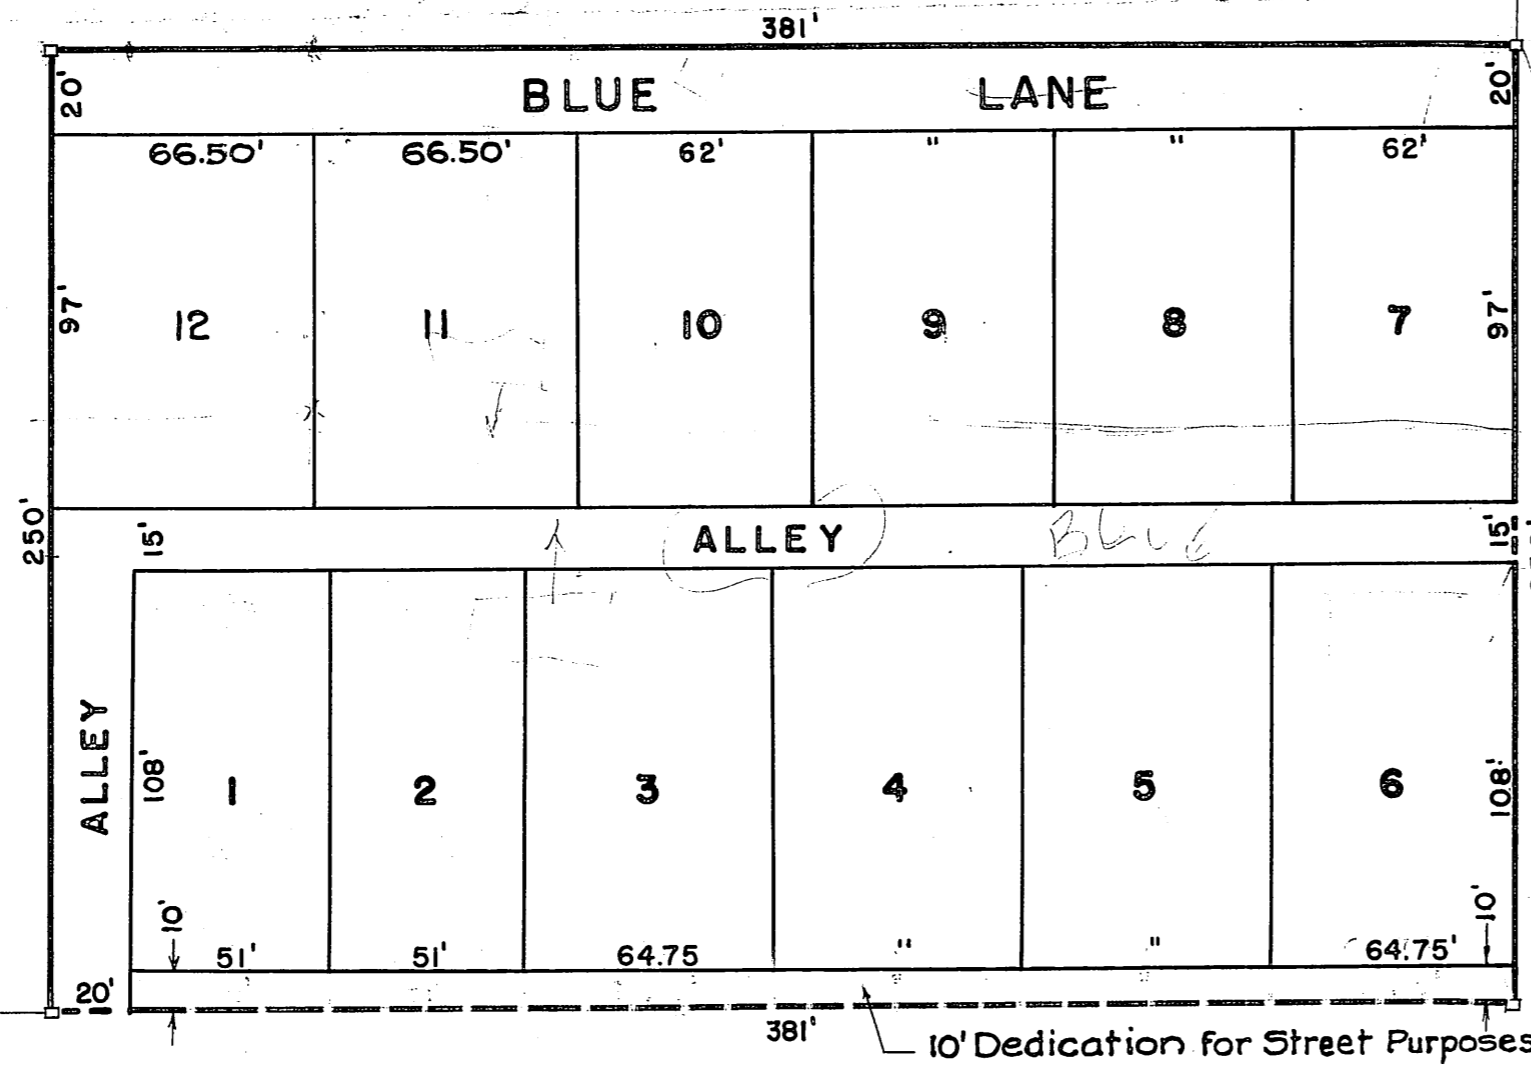 381'
20' BLUE LANE 20'
66.50' 66.50' 62' " " 62'
97' 12 11 10 9 8 7 97'
250' 15' ALLEY BLUE 15'
ALLEY 108' 1 2 3 4 5 6 108'
10' 10'
51' 51' 64.75 " " 64.75'
20'
381'
10' Dedication for Street Purposes